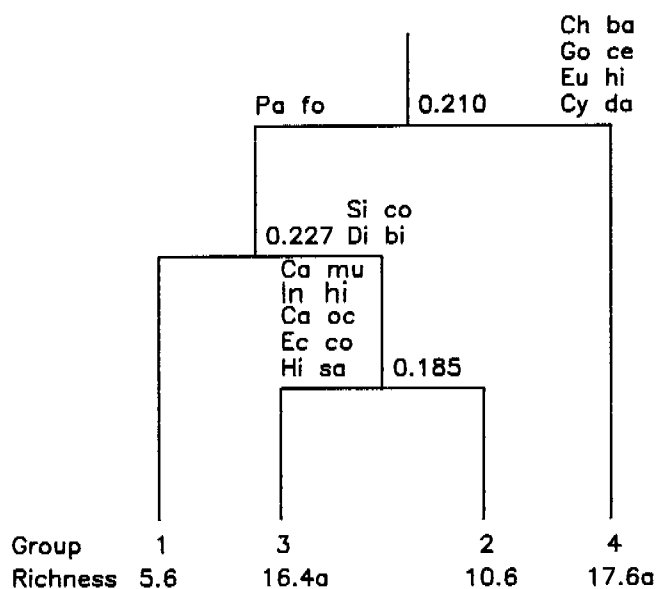 Ch ba
Go ce
Eu hi
Pa fo 0.210 Cy da
Si co
0.227 Di bi
Ca mu
In hi
Ca oc
Ec co
Hi sa 0.185
Group 1 3 2 4
Richness 5.6 16.4a 10.6 17.6a